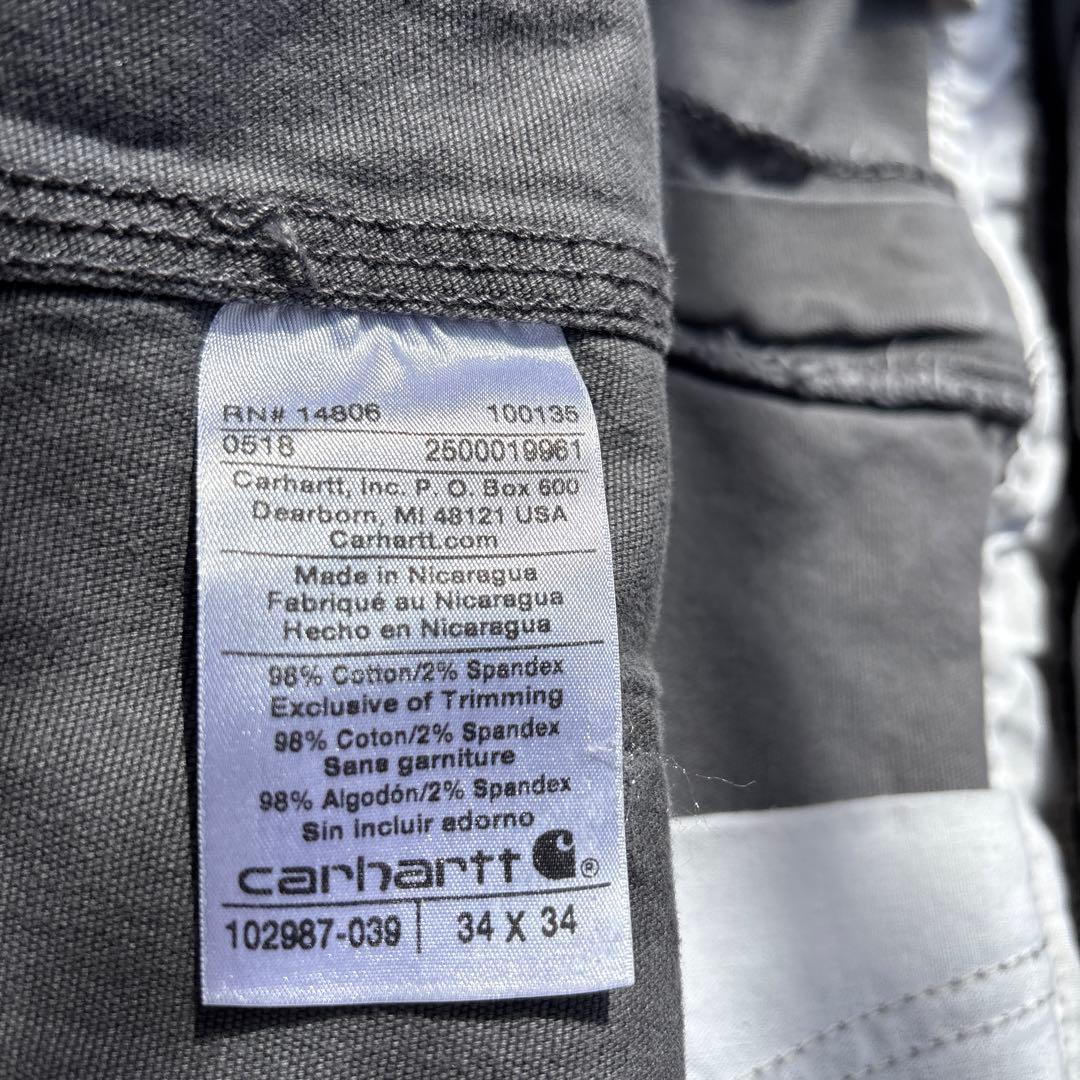 RN# 14806 100135
0518 2500019961
Carhartt, Inc. P. O. Box 600
Dearborn, MI 48121 USA
Carhartt.com
Made in Nicaragua
Fabriqué au Nicaragua
Hecho en Nicaragua
98% Cotton/2% Spandex
Exclusive of Trimming
98% Coton/2% Spandex
Sans garniture
98% Algodón/2% Spandex
Sin incluir adorno
carhartt ®
102987-039 | 34 X 34